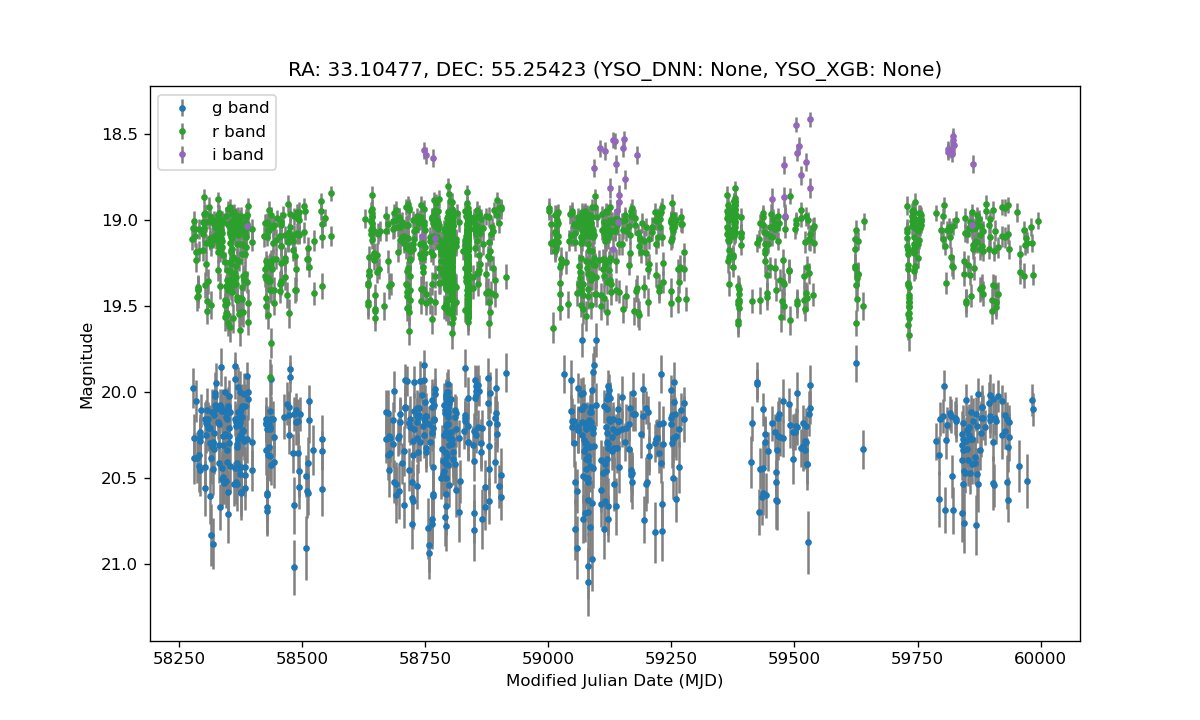 RA: 33.10477, DEC: 55.25423 (YSO_DNN: None, YSO_XGB: None)
g band
r band
i band
18.5
19.0
19.5
20.0
20.5
21.0
Magnitude
58250 58500 58750 59000 59250 59500 59750 60000
Modified Julian Date (MJD)